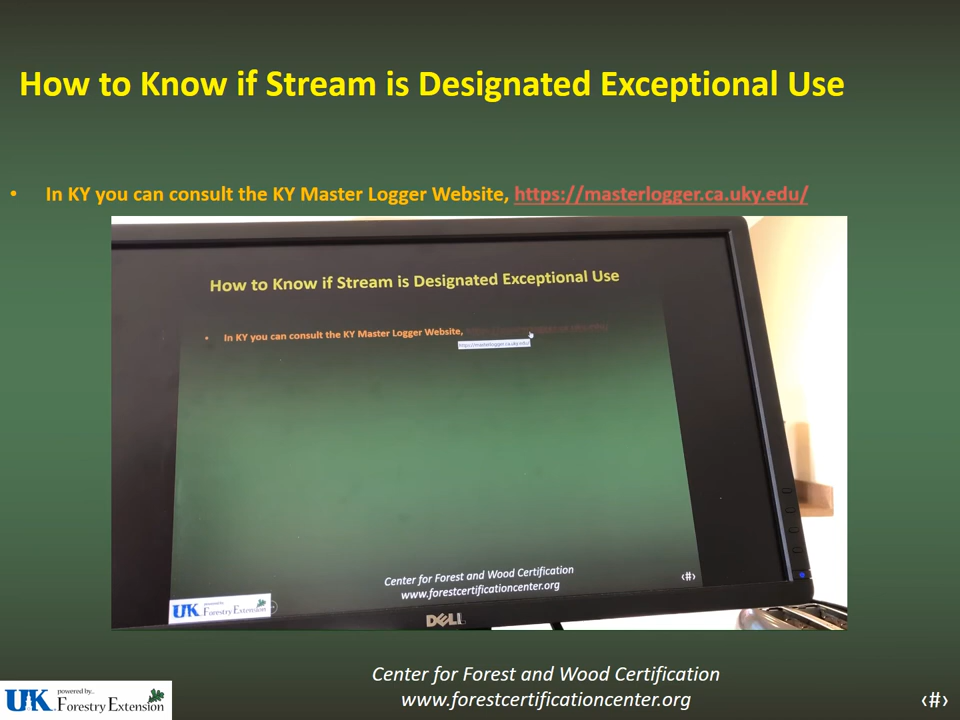 How to Know if Stream is Designated Exceptional Use
• In KY you can consult the KY Master Logger Website, https://masterlogger.ca.uky.edu/
How to Know if Stream is Designated Exceptional Use
• In KY you can consult the KY Master Logger Website,
https://masterlogger.ca.uky.edu/
Center for Forest and Wood Certification
www.forestcertificationcenter.org
‹#›
UK Forestry Extension
DELL
Center for Forest and Wood Certification
www.forestcertificationcenter.org
UK powered by.. Forestry Extension
‹#›